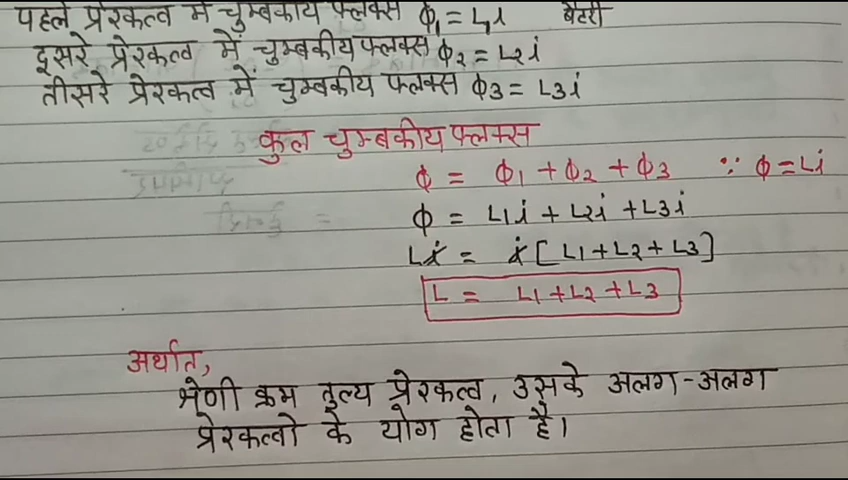 पहले प्रेरकत्व में चुम्बकीय फ्लक्स ϕ₁ = L₁i बैटरी
दूसरे प्रेरकत्व में चुम्बकीय फ्लक्स ϕ₂ = L₂i
तीसरे प्रेरकत्व में चुम्बकीय फ्लक्स ϕ₃ = L₃i
कुल चुम्बकीय फ्लक्स
ϕ = ϕ₁ + ϕ₂ + ϕ₃ ∵ ϕ = Li
ϕ = L₁i + L₂i + L₃i
Li = i [L₁ + L₂ + L₃]
L = L₁ + L₂ + L₃
अर्थात,
श्रेणी क्रम तुल्य प्रेरकत्व, उसके अलग-अलग
प्रेरकत्वो के योग होता है।